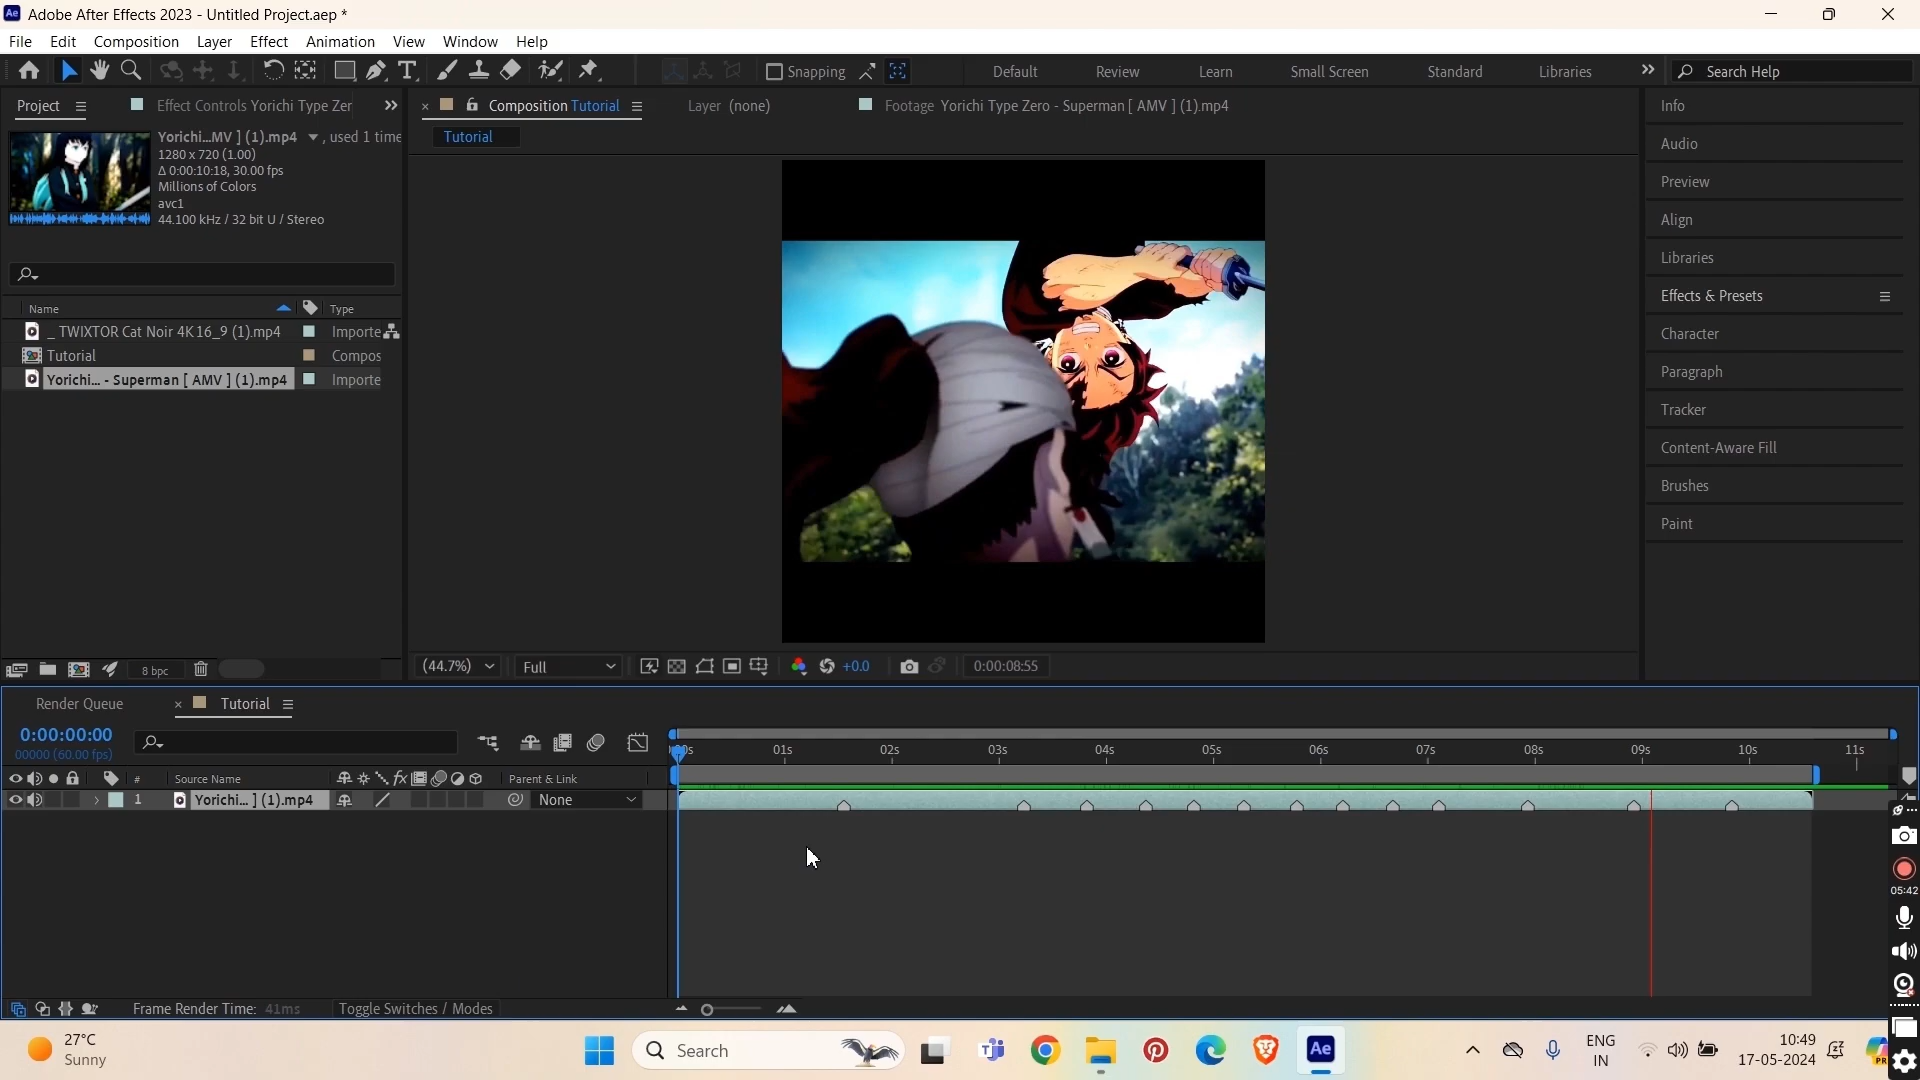 Ae Adobe After Effects 2023 - Untitled Project.aep *
File Edit Composition Layer Effect Animation View Window Help
Snapping Default Review Learn Small Screen Standard Libraries Search Help
Project Effect Controls Yorichi Type Zer
Composition Tutorial Layer (none) Footage Yorichi Type Zero - Superman [ AMV ] (1).mp4
Tutorial
Yorichi...MV ] (1).mp4 , used 1 time
1280 x 720 (1.00)
Δ 0:00:10:18, 30.00 fps
Millions of Colors
avc1
44.100 kHz / 32 bit U / Stereo
Name Type
_ TWIXTOR Cat Noir 4K 16_9 (1).mp4 Importe
Tutorial Compos
Yorichi... - Superman [ AMV ] (1).mp4 Importe
8 bpc
(44.7%) Full +0.0 0:00:08:55
Info
Audio
Preview
Align
Libraries
Effects & Presets
Character
Paragraph
Tracker
Content-Aware Fill
Brushes
Paint
Render Queue Tutorial
0:00:00:00
00000 (60.00 fps)
01s 02s 03s 04s 05s 06s 07s 08s 09s 10s 11s
# Source Name fx Parent & Link
1 Yorichi... ] (1).mp4 None
05:42
Frame Render Time: 41ms Toggle Switches / Modes
27°C
Sunny
Search
Ae
ENG
IN
10:49
17-05-2024